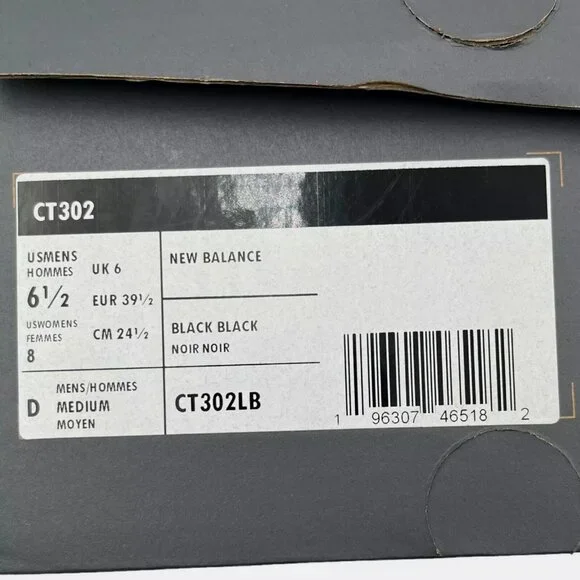 CT302
USMENS
HOMMES
6½
UK 6
EUR 39½
USWOMENS
FEMMES
8
CM 24½
NEW BALANCE
BLACK BLACK
NOIR NOIR
D
MENS/HOMMES
MEDIUM
MOYEN
CT302LB
1 96307 46518 2